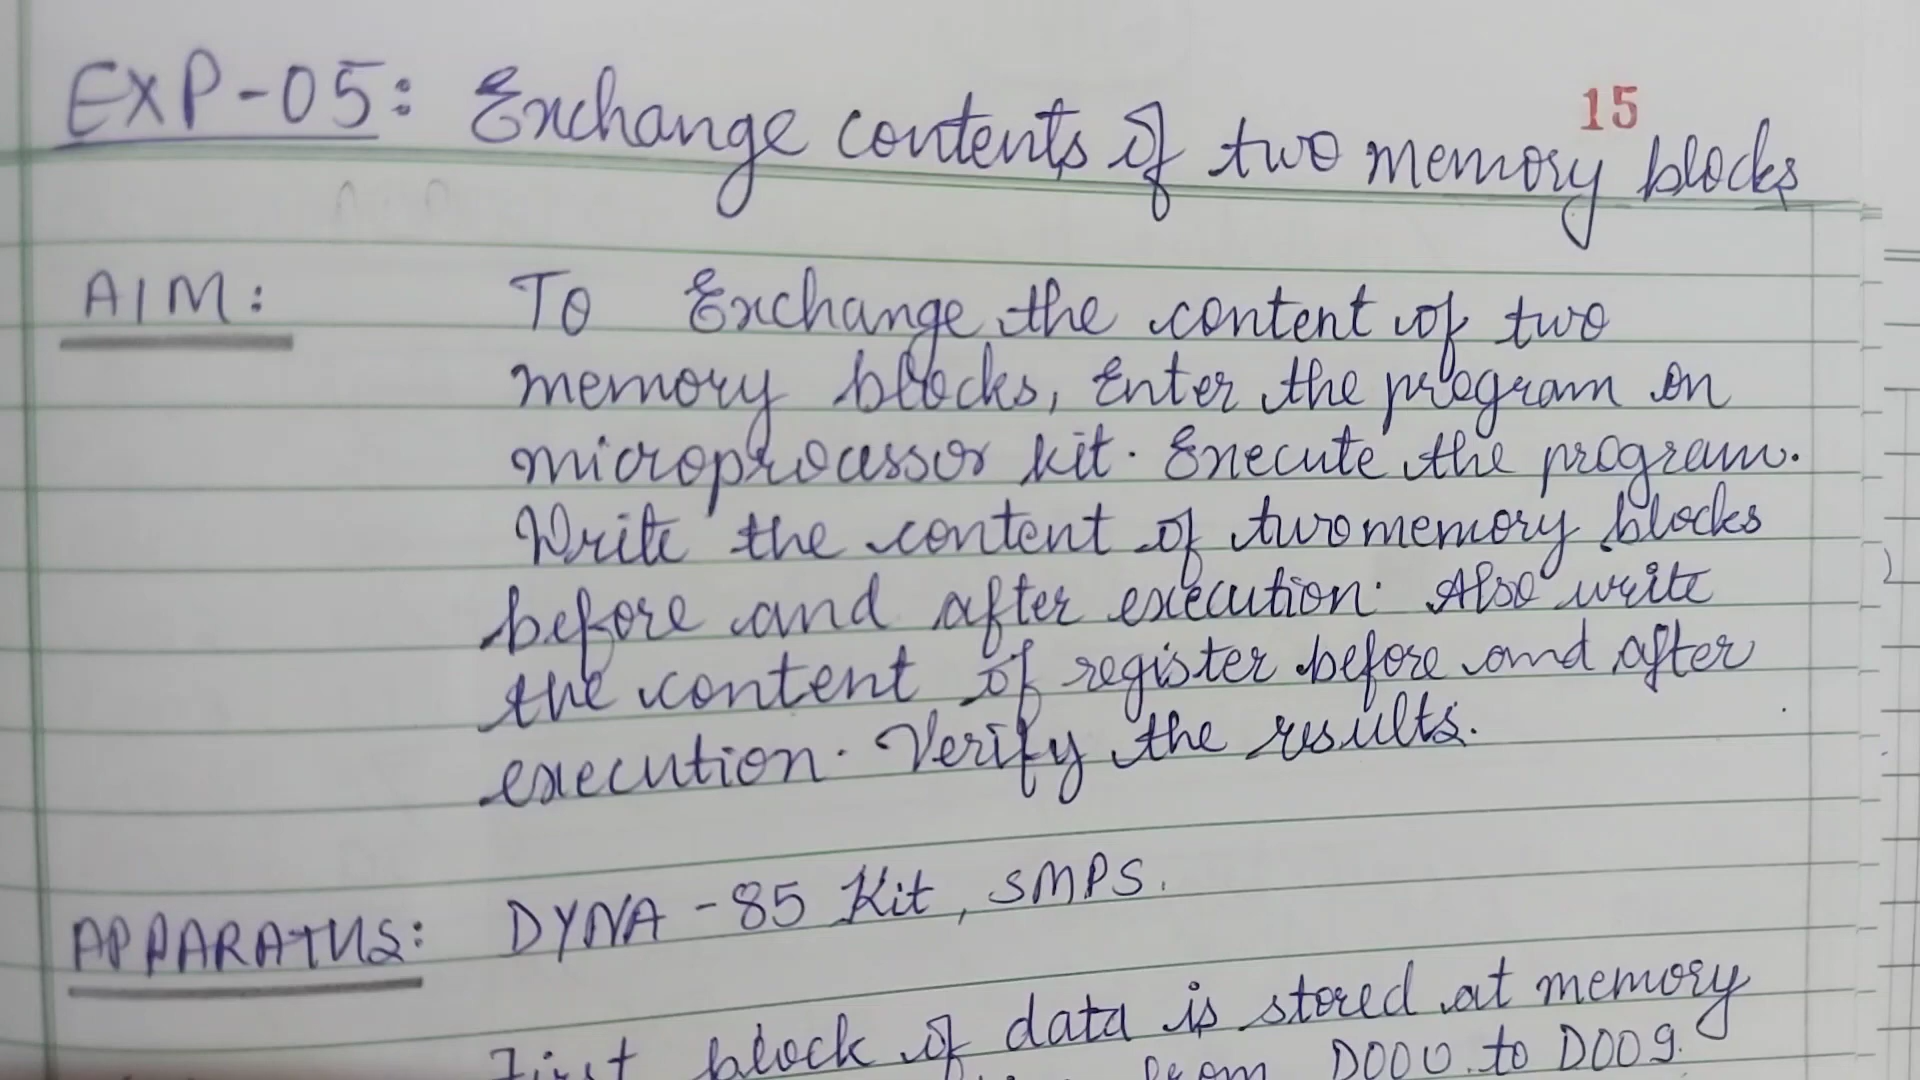 15
EXP-05: Exchange contents of two memory blocks
AIM: To Exchange the content of two
memory blocks, Enter the program on
microprocessor kit. Execute the program.
Write the content of two memory blocks
before and after execution. Also write
the content of register before and after
execution. Verify the results.
APPARATUS: DYNA-85 Kit, SMPS.
First block of data is stored at memory
from D000 to D009.